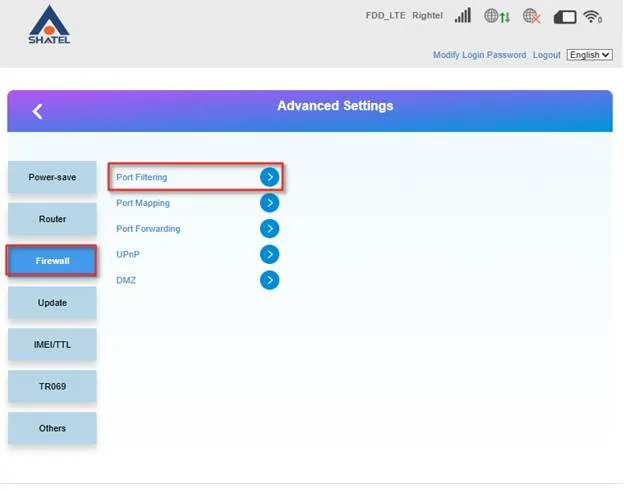 FDD_LTE Rightel
0
SHATEL
Modify Login Password Logout English
Advanced Settings
Power-save
Router
Firewall
Update
IMEI/TTL
TR069
Others
Port Filtering
Port Mapping
Port Forwarding
UPnP
DMZ